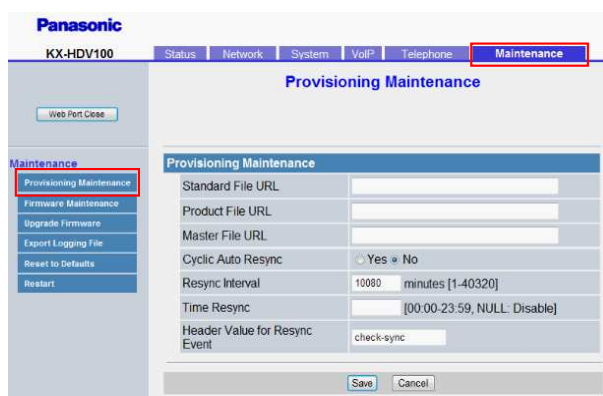 Panasonic
KX-HDV100
Status Network System VoIP Telephone Maintenance
Provisioning Maintenance
Web Port Close
Maintenance
Provisioning Maintenance
Firmware Maintenance
Upgrade Firmware
Export Logging File
Reset to Defaults
Restart
Provisioning Maintenance
Standard File URL
Product File URL
Master File URL
Cyclic Auto Resync Yes No
Resync Interval 10080 minutes [1-40320]
Time Resync [00:00-23:59, NULL: Disable]
Header Value for Resync
Event check-sync
Save Cancel